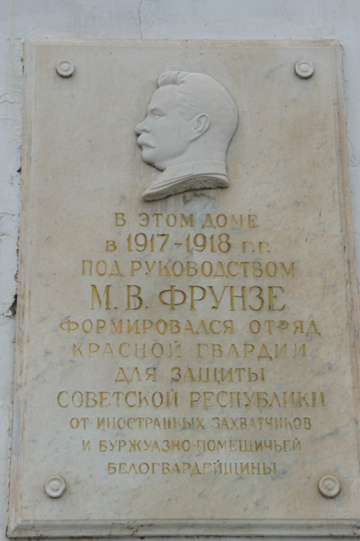 В ЭТОМ ДОМЕ
В 1917-1918 Г.Г.
ПОД РУКОВОДСТВОМ
М.В. ФРУНЗЕ
ФОРМИРОВАЛСЯ ОТРЯД
КРАСНОЙ ГВАРДИИ
ДЛЯ ЗАЩИТЫ
СОВЕТСКОЙ РЕСПУБЛИКИ
ОТ ИНОСТРАННЫХ ЗАХВАТЧИКОВ
И БУРЖУАЗНО-ПОМЕЩИЧЬЕЙ
БЕЛОГВАРДЕЙЩИНЫ